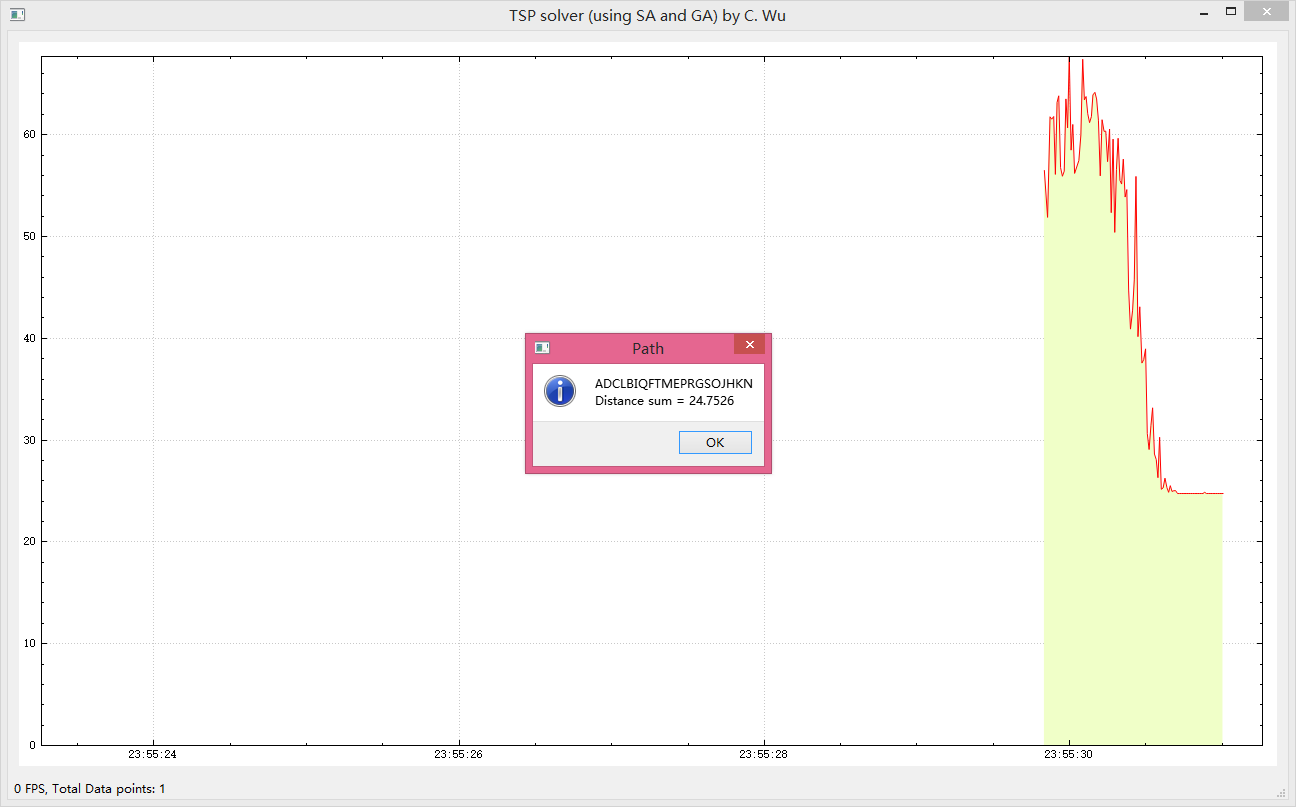 TSP solver (using SA and GA) by C. Wu
60
50
40
30
20
10
0
Path
ADCLBIQFTMEPRGSOJHKN
Distance sum = 24.7526
OK
23:55:24 23:55:26 23:55:28 23:55:30
0 FPS, Total Data points: 1